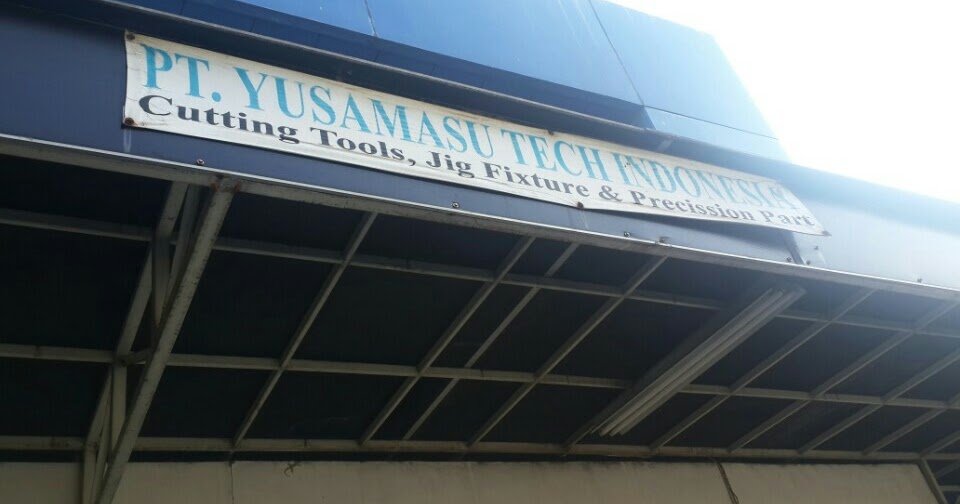 PT. YUSAMASU TECH INDONESIA
Cutting Tools, Jig Fixture & Precission Part